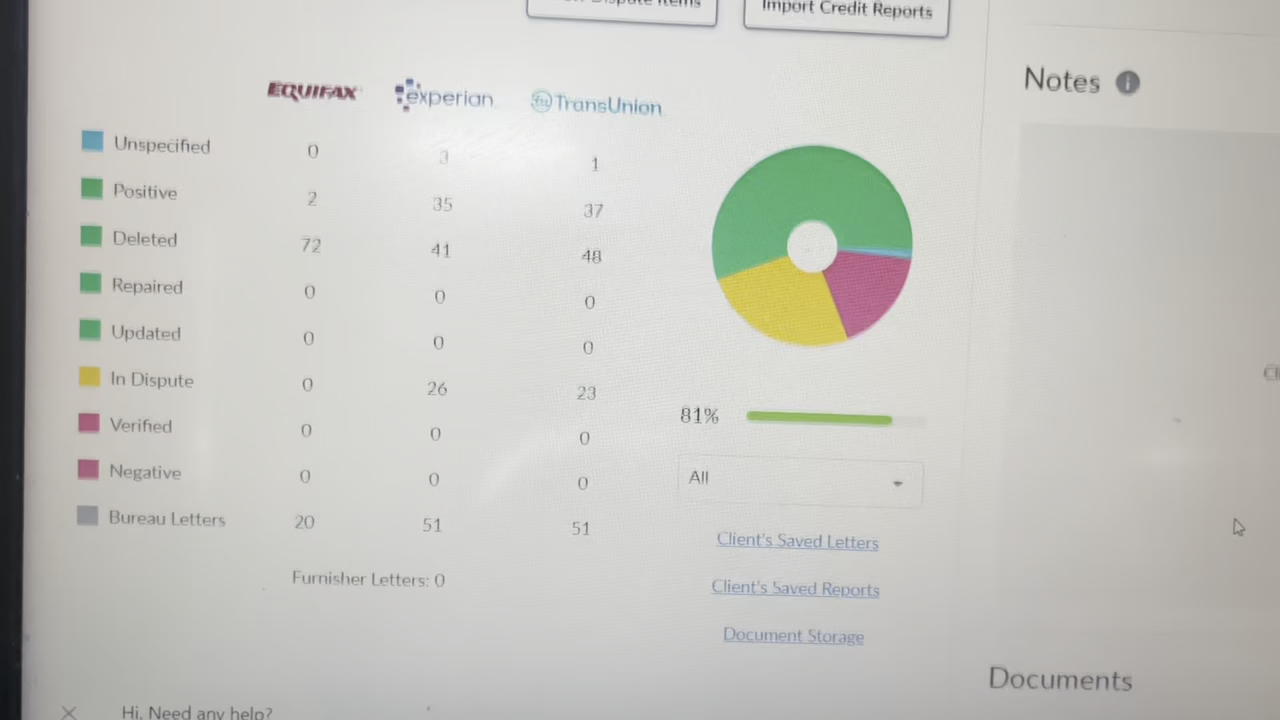 Import Credit Reports
EQUIFAX experian TransUnion
Notes i
Unspecified 0 3 1
Positive 2 35 37
Deleted 72 41 48
Repaired 0 0 0
Updated 0 0 0
In Dispute 0 26 23
81%
Verified 0 0 0
All
Negative 0 0 0
Bureau Letters 20 51 51
Client's Saved Letters
Furnisher Letters: 0
Client's Saved Reports
Document Storage
Documents
Hi. Need any help?